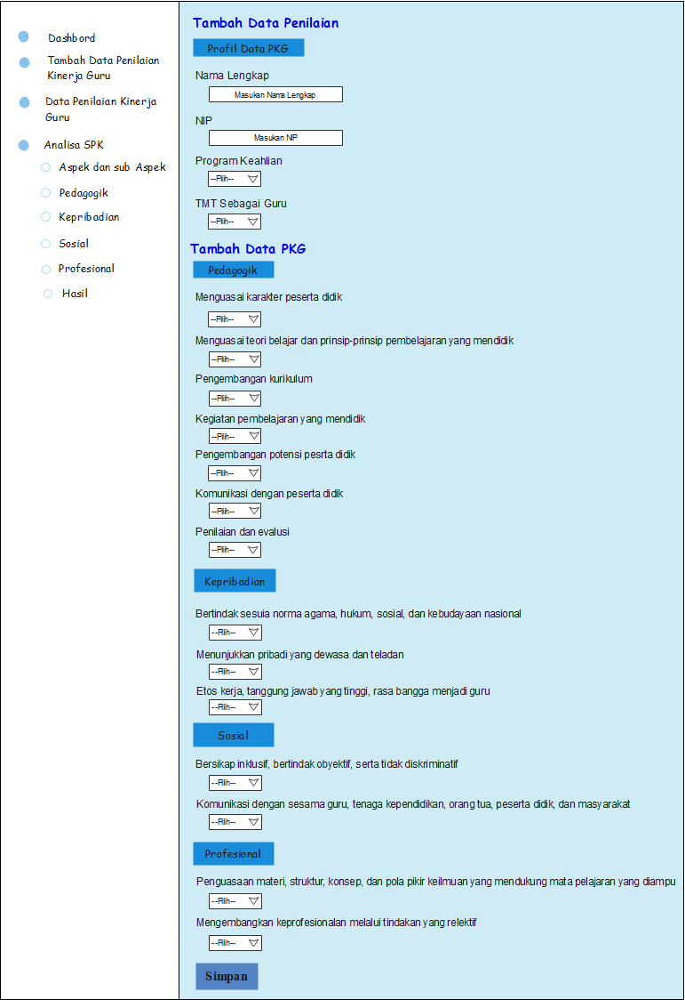 Dashbord
Tambah Data Penilaian
Kinerja Guru
Data Penilaian Kinerja
Guru
Analisa SPK
Aspek dan sub Aspek
Pedagogik
Kepribadian
Sosial
Profesional
Hasil
Tambah Data Penilaian
Profil Data PKG
Nama Lengkap
Masukan Nama Lengkap
NIP
Masukan NIP
Program Keahlian
--Pilih--
TMT Sebagai Guru
--Pilih--
Tambah Data PKG
Pedagogik
Menguasai karakter peserta didik
--Pilih--
Menguasai teori belajar dan prinsip-prinsip pembelajaran yang mendidik
--Pilih--
Pengembangan kurikulum
--Pilih--
Kegiatan pembelajaran yang mendidik
--Pilih--
Pengembangan potensi pesrta didik
--Pilih--
Komunikasi dengan peserta didik
--Pilih--
Penilaian dan evalusi
--Pilih--
Kepribadian
Bertindak sesuia norma agama, hukum, sosial, dan kebudayaan nasional
--Pilih--
Menunjukkan pribadi yang dewasa dan teladan
--Pilih--
Etos kerja, tanggung jawab yang tinggi, rasa bangga menjadi guru
--Pilih--
Sosial
Bersikap inklusif, bertindak obyektif, serta tidak diskriminatif
--Pilih--
Komunikasi dengan sesama guru, tenaga kependidikan, orang tua, peserta didik, dan masyarakat
--Pilih--
Profesional
Penguasaan materi, struktur, konsep, dan pola pikir keilmuan yang mendukung mata pelajaran yang diampu
--Pilih--
Mengembangkan keprofesionalan melalui tindakan yang relektif
--Pilih--
Simpan